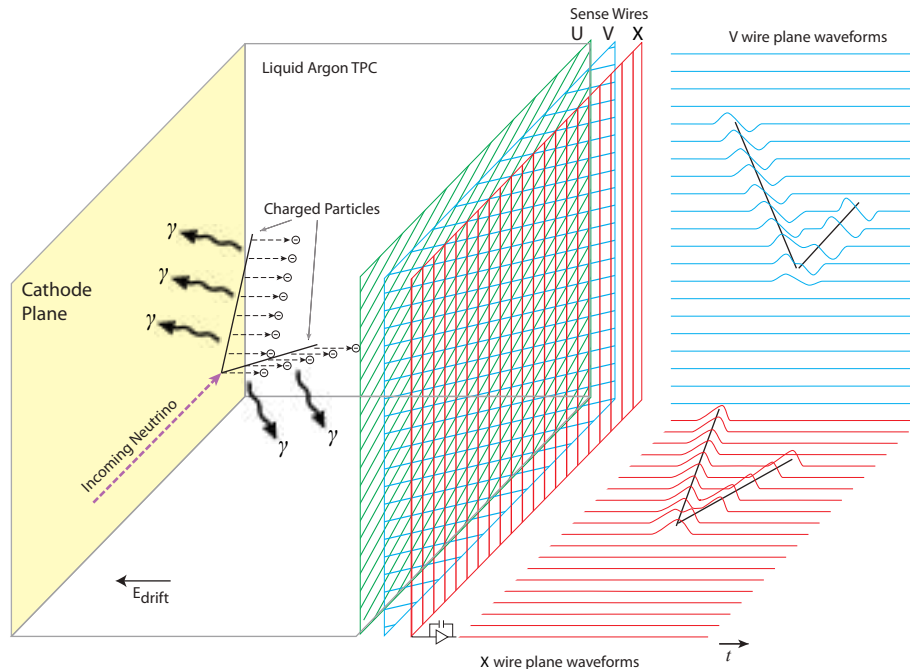 Sense Wires
U V X
V wire plane waveforms
Liquid Argon TPC
Charged Particles
γ
γ
γ
Cathode
Plane
Incoming Neutrino
γ
γ
E drift
t
X wire plane waveforms